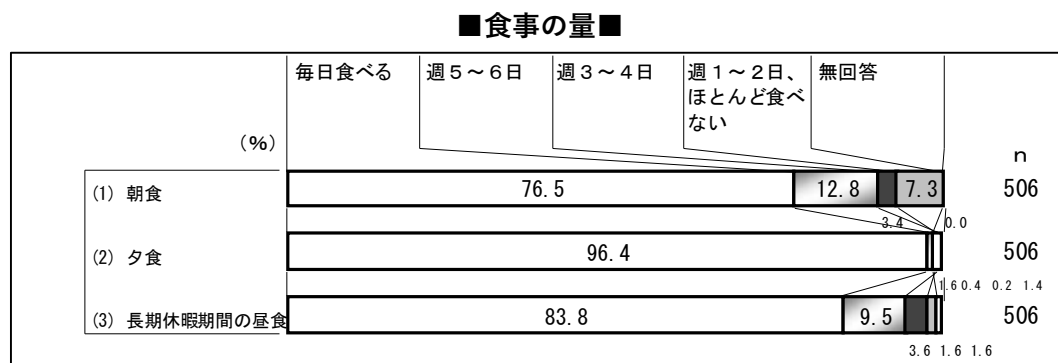 ■食事の量■
毎日食べる 週５～６日 週３～４日 週１～２日、ほとんど食べない 無回答
(%)
n
(1) 朝食 76.5 12.8 7.3 506
3.4 0.0
(2) 夕食 96.4 506
1.6 0.4 0.2 1.4
(3) 長期休暇期間の昼食 83.8 9.5 506
3.6 1.6 1.6